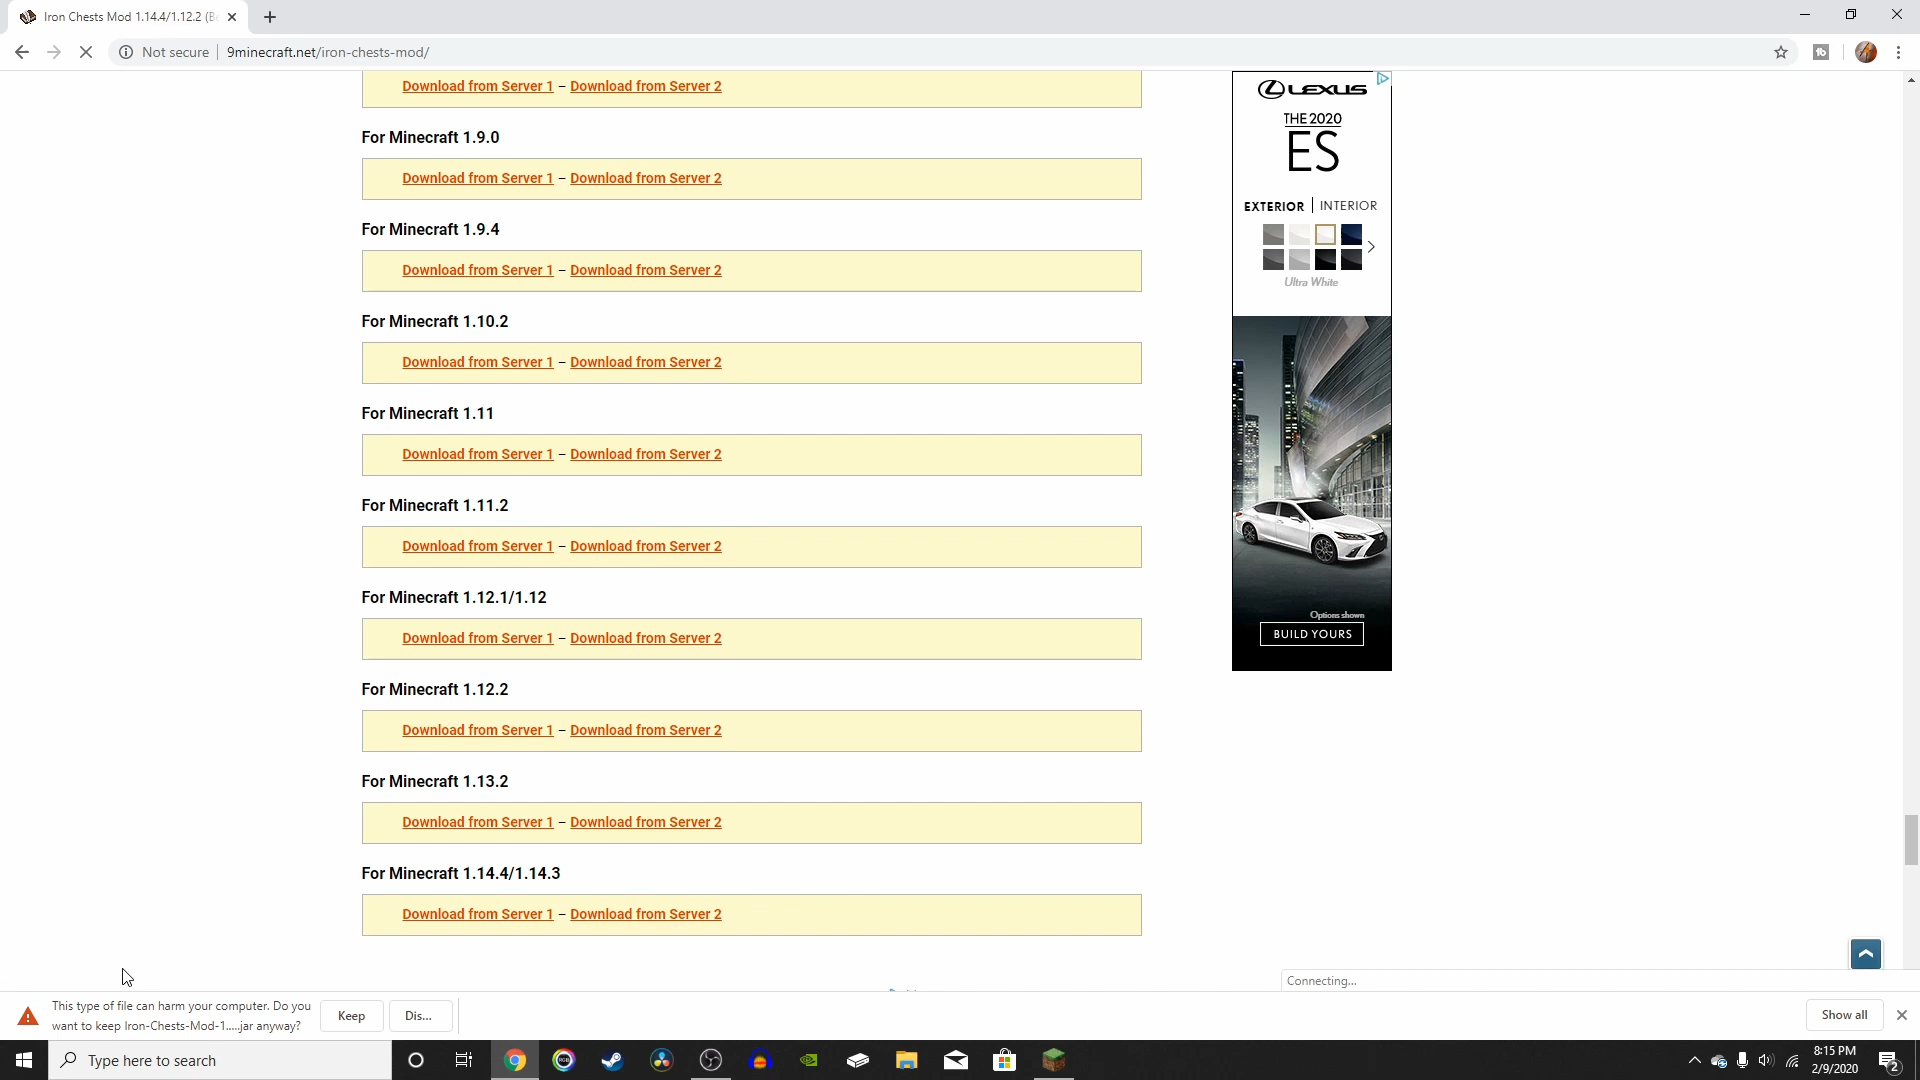 Iron Chests Mod 1.14.4/1.12.2 (B
Not secure
9minecraft.net/iron-chests-mod/
Download from Server 1 – Download from Server 2
For Minecraft 1.9.0
Download from Server 1 – Download from Server 2
For Minecraft 1.9.4
Download from Server 1 – Download from Server 2
For Minecraft 1.10.2
Download from Server 1 – Download from Server 2
For Minecraft 1.11
Download from Server 1 – Download from Server 2
For Minecraft 1.11.2
Download from Server 1 – Download from Server 2
For Minecraft 1.12.1/1.12
Download from Server 1 – Download from Server 2
For Minecraft 1.12.2
Download from Server 1 – Download from Server 2
For Minecraft 1.13.2
Download from Server 1 – Download from Server 2
For Minecraft 1.14.4/1.14.3
Download from Server 1 – Download from Server 2
LEXUS
THE 2020
ES
EXTERIOR | INTERIOR
Ultra White
Options shown
BUILD YOURS
Connecting...
This type of file can harm your computer. Do you
want to keep Iron-Chests-Mod-1.....jar anyway?
Keep
Dis...
Show all
Type here to search
8:15 PM
2/9/2020
2